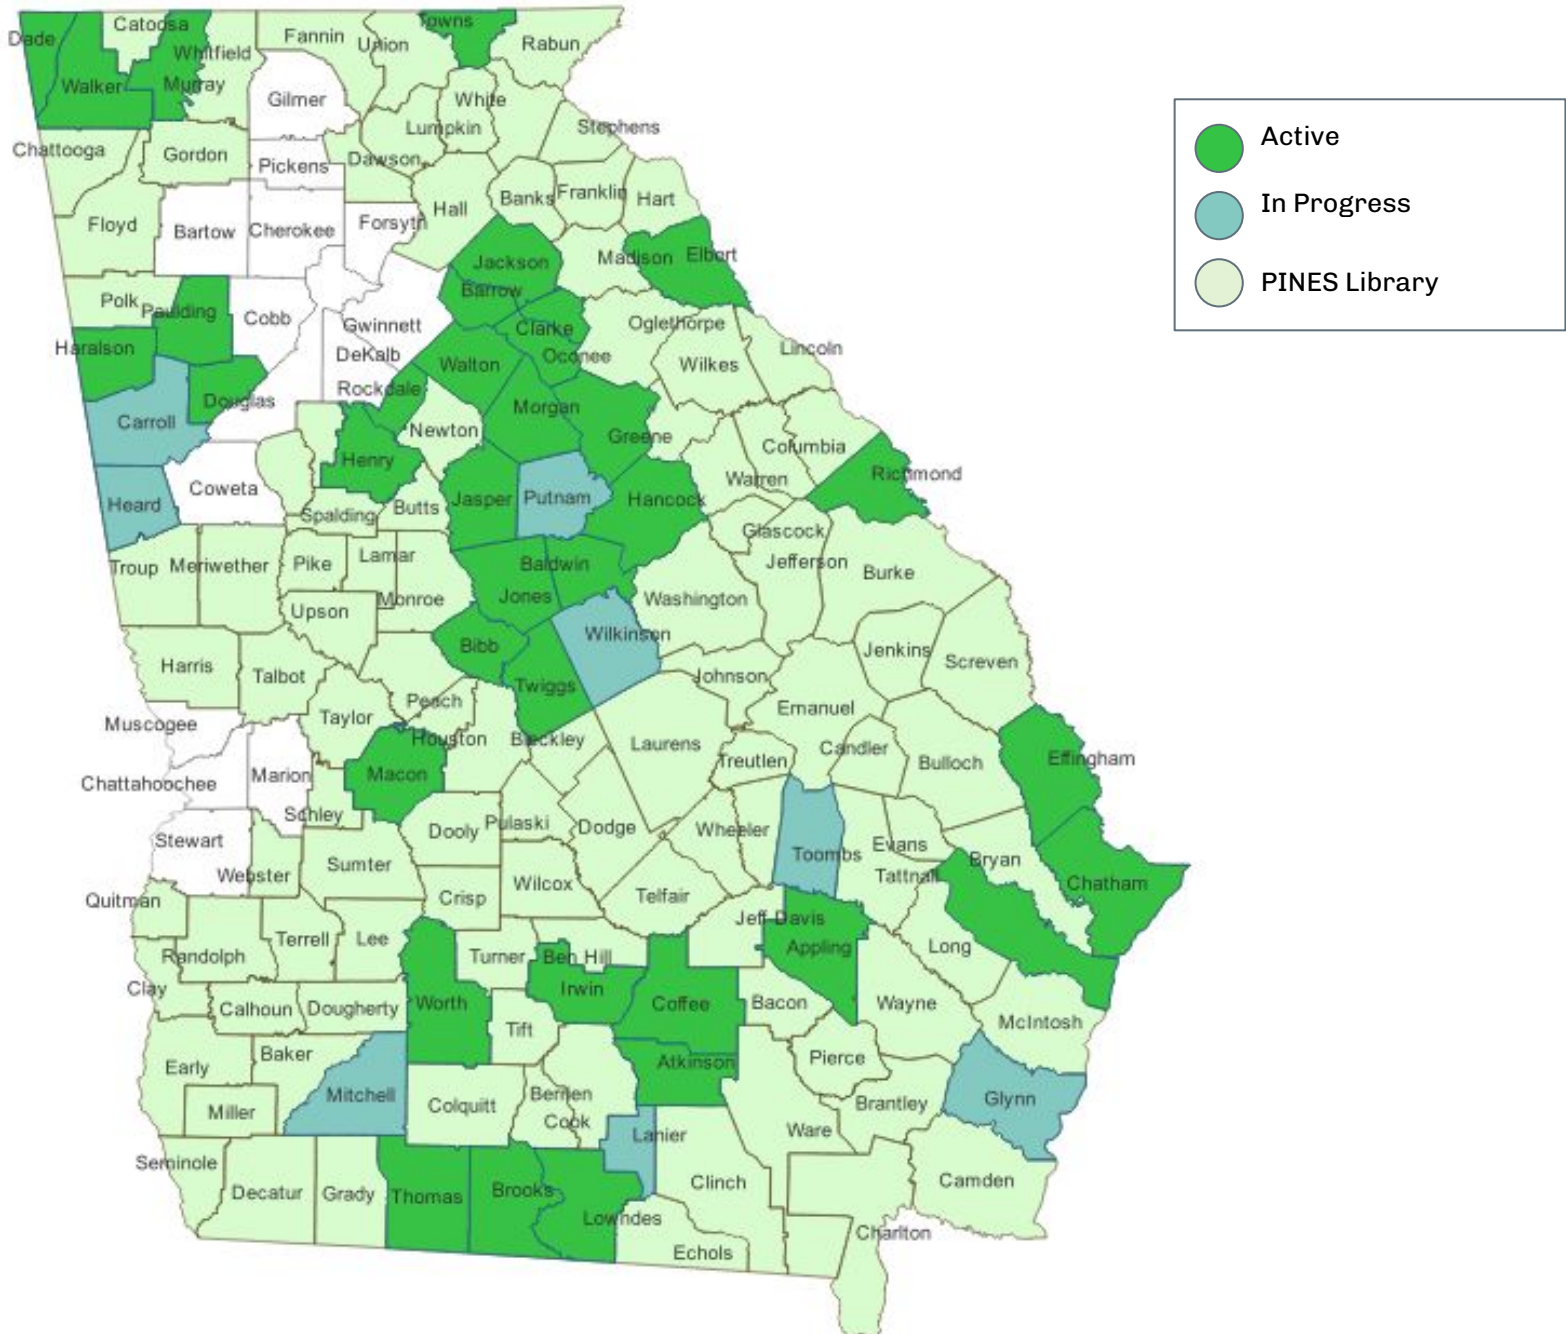 Towns
Catoosa
Dade
Fannin
Union
Rabun
Whitfield
Walker
Murray
Gilmer
White
Lumpkin
Stephens
Chattooga
Gordon
Pickens
Dawson
Banks
Franklin
Hart
Hall
Floyd
Bartow
Cherokee
Forsyth
Jackson
Madison
Elbert
Polk
Paulding
Barrow
Cobb
Gwinnett
Clarke
Oglethorpe
Haralson
DeKalb
Oconee
Lincoln
Walton
Wilkes
Rockdale
Douglas
Morgan
Carroll
Newton
Greene
Columbia
Henry
Richmond
Coweta
Jasper
Putnam
Hancock
Warren
Heard
Butts
Spalding
Glascock
Troup
Meriwether
Pike
Lamar
Baldwin
Jefferson
Burke
Upson
Monroe
Jones
Washington
Wilkinson
Bibb
Jenkins
Screven
Harris
Talbot
Twiggs
Johnson
Peach
Emanuel
Muscogee
Taylor
Houston
Bleckley
Laurens
Candler
Treutlen
Bulloch
Effingham
Chattahoochee
Marion
Macon
Schley
Stewart
Dooly
Pulaski
Dodge
Wheeler
Evans
Toombs
Bryan
Webster
Sumter
Tattnall
Chatham
Quitman
Crisp
Wilcox
Telfair
Jeff Davis
Randolph
Terrell
Lee
Turner
Ben Hill
Appling
Long
Clay
Calhoun
Dougherty
Worth
Irwin
Coffee
Bacon
Wayne
Tift
McIntosh
Early
Baker
Atkinson
Pierce
Mitchell
Miller
Colquitt
Berrien
Cook
Brantley
Glynn
Lanier
Ware
Seminole
Decatur
Grady
Thomas
Brooks
Clinch
Camden
Lowndes
Echols
Charlton
Active
In Progress
PINES Library